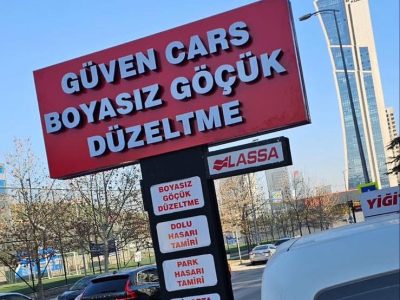 GÜVEN CARS
BOYASIZ GÖÇÜK
DÜZELTME
LASSA
BOYASIZ
GÖÇÜK
DÜZELTME
DOLU
HASARI
TAMİRİ
PARK
HASARI
TAMİRİ